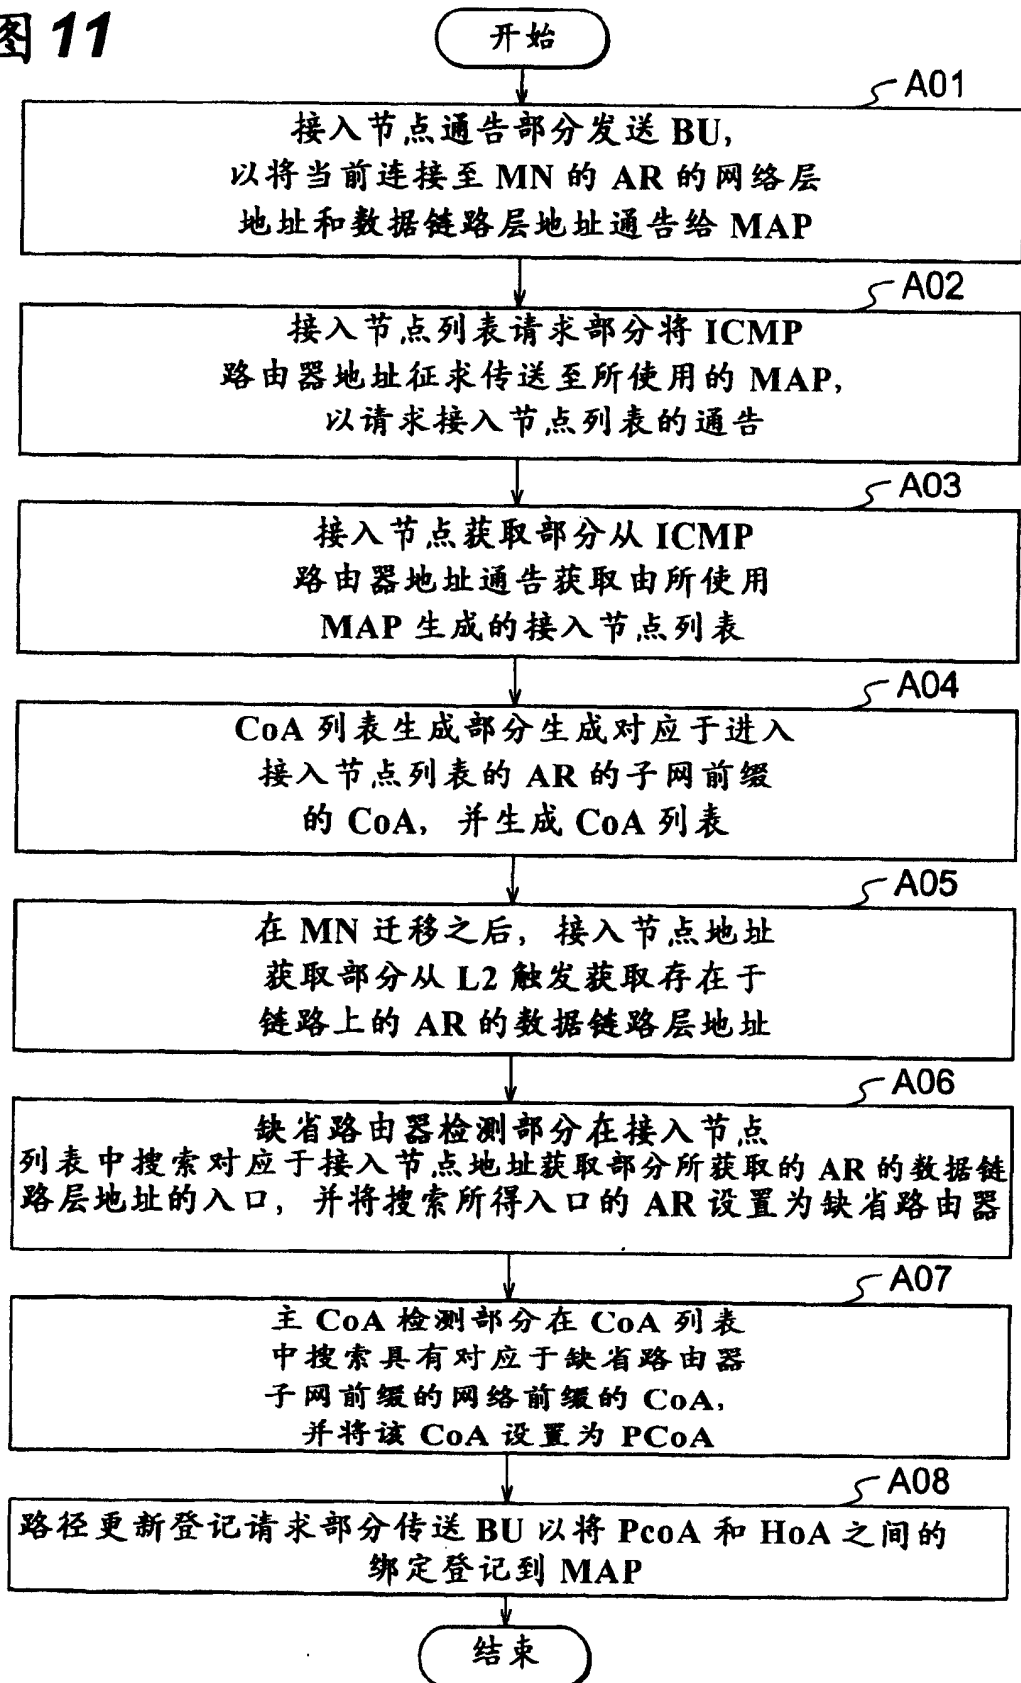 图 11
开始
A01
接入节点通告部分发送 BU,
以将当前连接至 MN 的 AR 的网络层
地址和数据链路层地址通告给 MAP
A02
接入节点列表请求部分将 ICMP
路由器地址征求传送至所使用的 MAP,
以请求接入节点列表的通告
A03
接入节点获取部分从 ICMP
路由器地址通告获取由所使用
MAP 生成的接入节点列表
A04
CoA 列表生成部分生成对应于进入
接入节点列表的 AR 的子网前缀
的 CoA, 并生成 CoA 列表
A05
在 MN 迁移之后, 接入节点地址
获取部分从 L2 触发获取存在于
链路上的 AR 的数据链路层地址
A06
缺省路由器检测部分在接入节点
列表中搜索对应于接入节点地址获取部分所获取的 AR 的数据链
路层地址的入口, 并将搜索所得入口的 AR 设置为缺省路由器
A07
主 CoA 检测部分在 CoA 列表
中搜索具有对应于缺省路由器
子网前缀的网络前缀的 CoA,
并将该 CoA 设置为 PCoA
A08
路径更新登记请求部分传送 BU 以将 PcoA 和 HoA 之间的
绑定登记到 MAP
结束